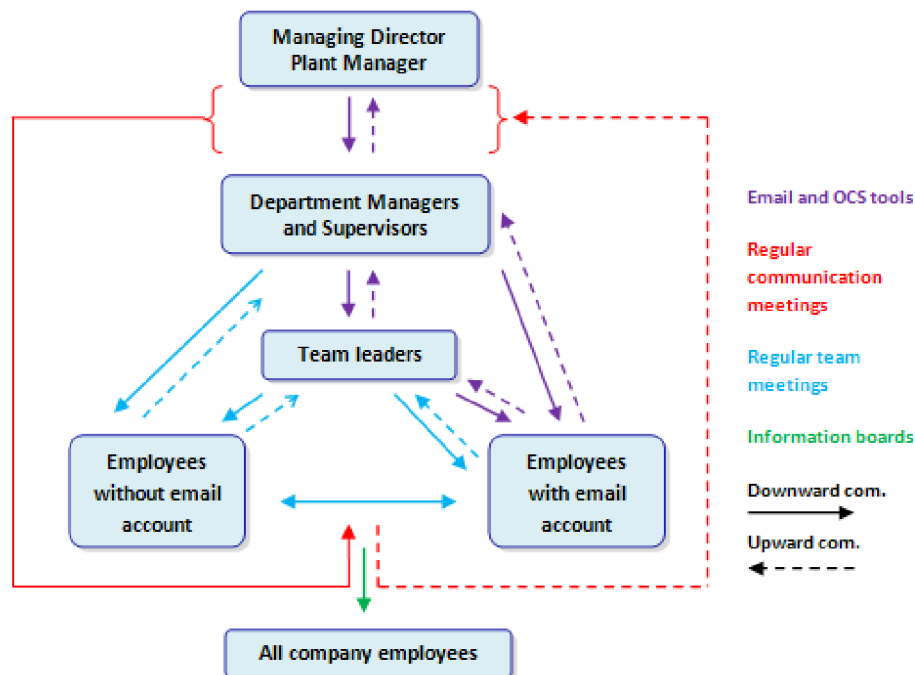 Managing Director
Plant Manager
Department Managers
and Supervisors
Team leaders
Employees
without email
account
Employees
with email
account
All company employees
Email and OCS tools
Regular
communication
meetings
Regular team
meetings
Information boards
Downward com.
Upward com.